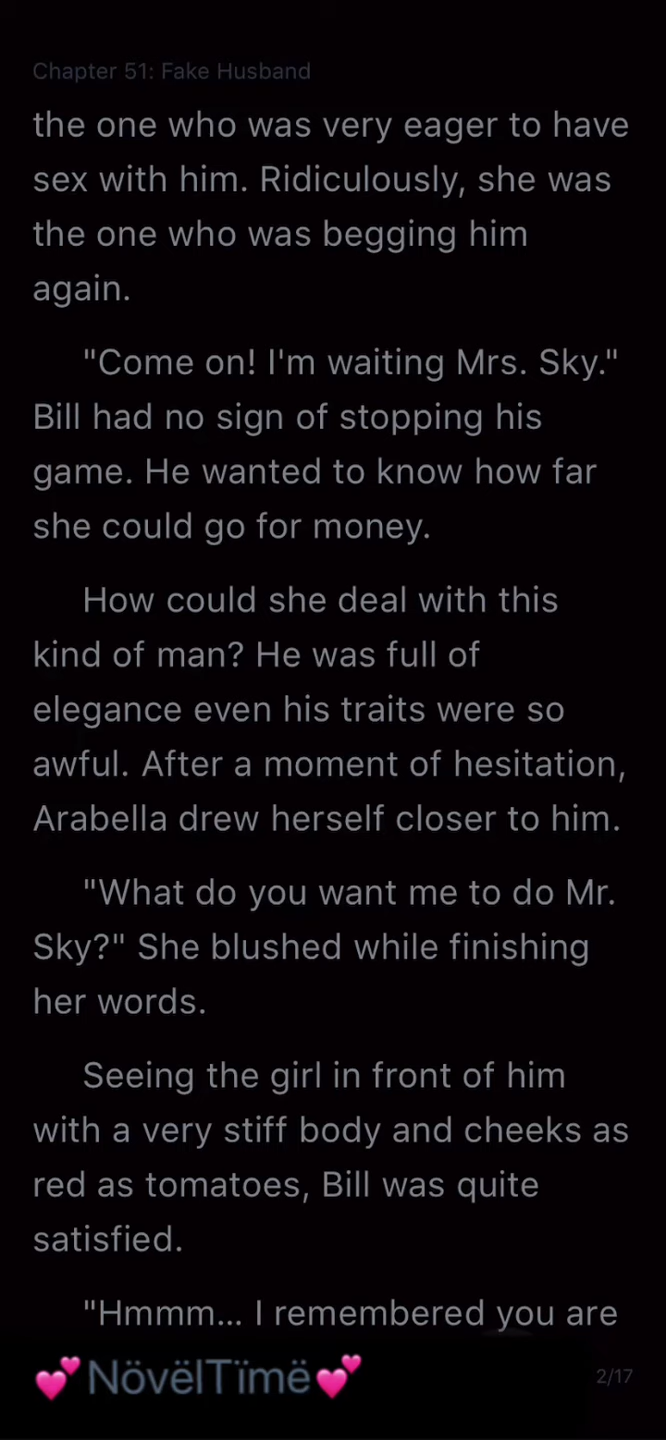 Chapter 51: Fake Husband
the one who was very eager to have
sex with him. Ridiculously, she was
the one who was begging him
again.
"Come on! I'm waiting Mrs. Sky."
Bill had no sign of stopping his
game. He wanted to know how far
she could go for money.
How could she deal with this
kind of man? He was full of
elegance even his traits were so
awful. After a moment of hesitation,
Arabella drew herself closer to him.
"What do you want me to do Mr.
Sky?" She blushed while finishing
her words.
Seeing the girl in front of him
with a very stiff body and cheeks as
red as tomatoes, Bill was quite
satisfied.
"Hmmm... I remembered you are
💕NövëlTïmë💕
2/17